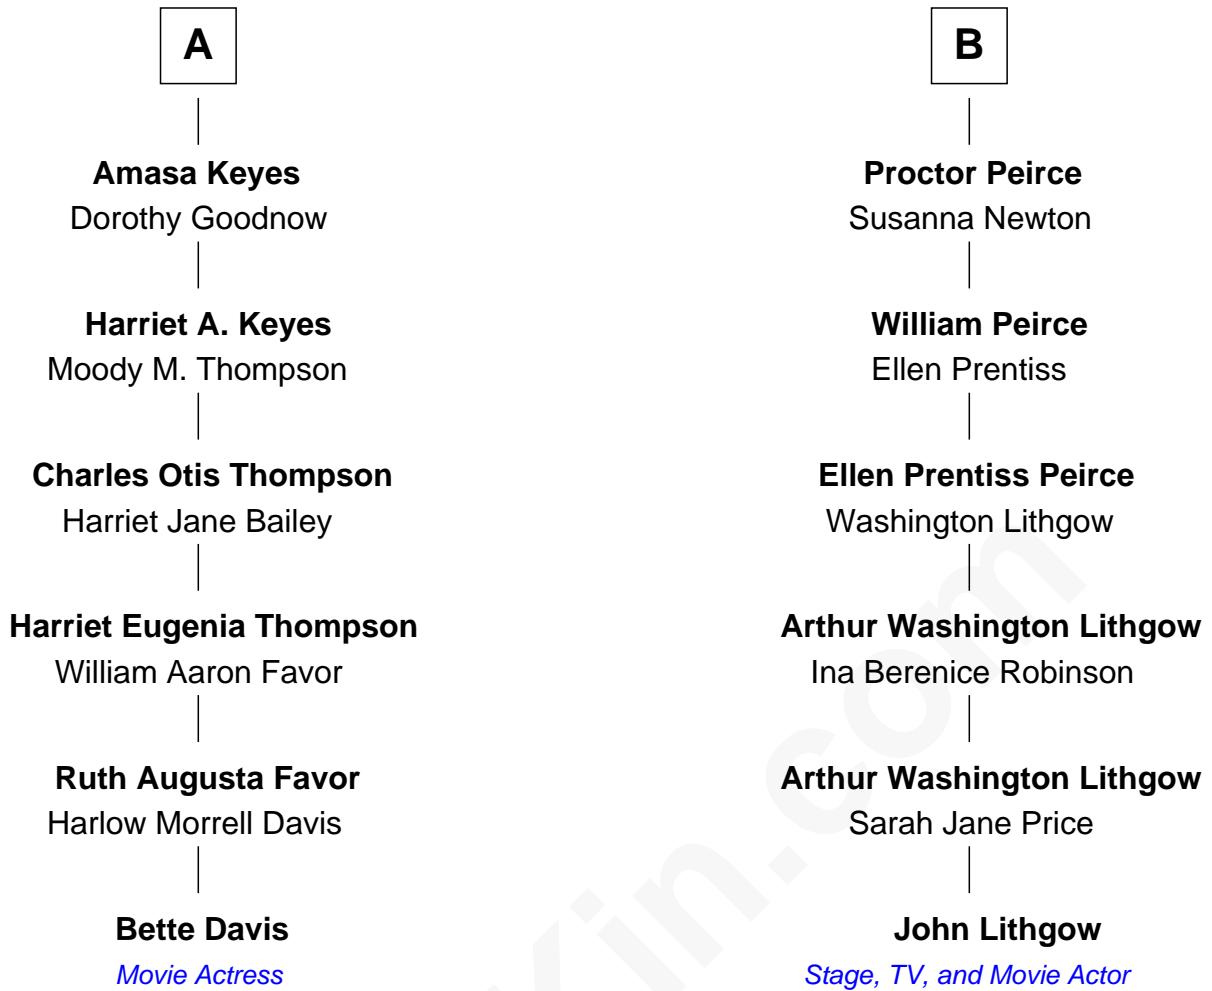 A
B
Amasa Keyes
Dorothy Goodnow
Proctor Peirce
Susanna Newton
Harriet A. Keyes
Moody M. Thompson
William Peirce
Ellen Prentiss
Charles Otis Thompson
Harriet Jane Bailey
Ellen Prentiss Peirce
Washington Lithgow
Harriet Eugenia Thompson
William Aaron Favor
Arthur Washington Lithgow
Ina Berenice Robinson
Ruth Augusta Favor
Harlow Morrell Davis
Arthur Washington Lithgow
Sarah Jane Price
Bette Davis
Movie Actress
John Lithgow
Stage, TV, and Movie Actor
Kin.com